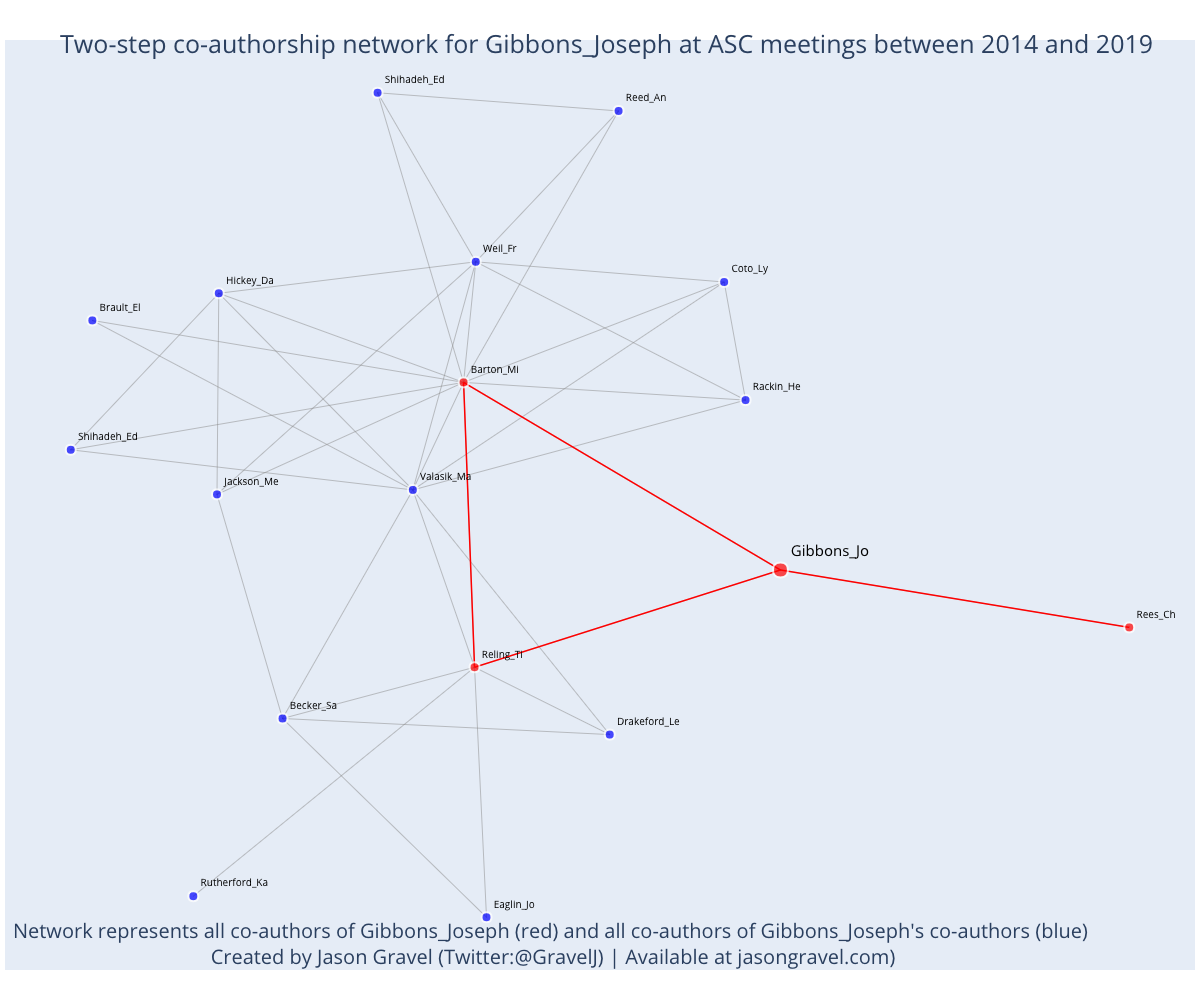 Two-step co-authorship network for Gibbons_Joseph at ASC meetings between 2014 and 2019
Shihadeh_Ed
Reed_An
Weil_Fr
Coto_Ly
Hickey_Da
Brault_El
Barton_Mi
Rackin_He
Shihadeh_Ed
Valasik_Ma
Jackson_Me
Gibbons_Jo
Rees_Ch
Reling_Ti
Becker_Sa
Drakeford_Le
Rutherford_Ka
Eaglin_Jo
Network represents all co-authors of Gibbons_Joseph (red) and all co-authors of Gibbons_Joseph's co-authors (blue)
Created by Jason Gravel (Twitter:@GravelJ) | Available at jasongravel.com)